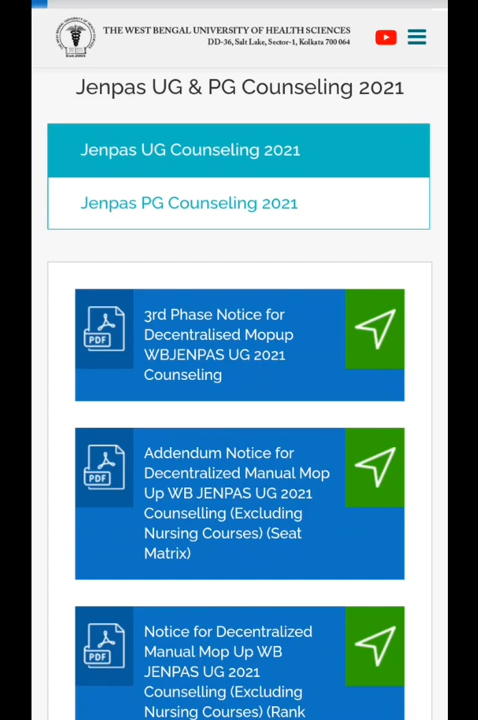 THE WEST BENGAL UNIVERSITY OF HEALTH SCIENCES
DD-36, Salt Lake, Sector-1, Kolkata 700 064
Jenpas UG & PG Counseling 2021
Jenpas UG Counseling 2021
Jenpas PG Counseling 2021
PDF
3rd Phase Notice for
Decentralised Mopup
WBJENPAS UG 2021
Counseling
PDF
Addendum Notice for
Decentralized Manual Mop
Up WB JENPAS UG 2021
Counselling (Excluding
Nursing Courses) (Seat
Matrix)
PDF
Notice for Decentralized
Manual Mop Up WB
JENPAS UG 2021
Counselling (Excluding
Nursing Courses) (Rank